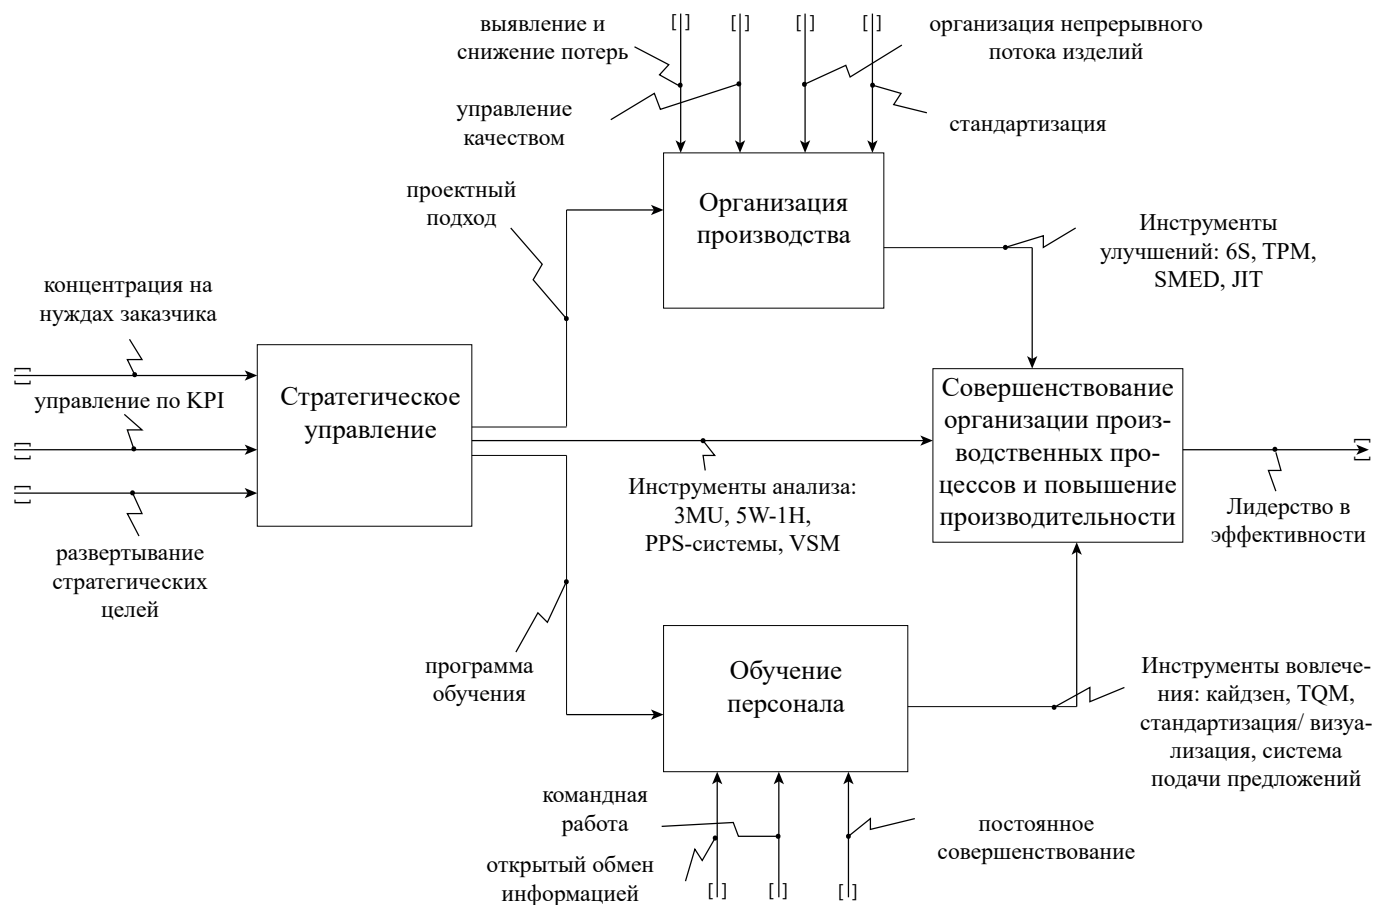 выявление и
снижение потерь
[ ]
[ ]
[ ]
[ ]
организация непрерывного
потока изделий
управление
качеством
стандартизация
проектный
подход
Организация
производства
Инструменты
улучшений: 6S, TPM,
SMED, JIT
концентрация на
нуждах заказчика
[ ]
управление по KPI
[ ]
[ ]
развертывание
стратегических
целей
Стратегическое
управление
Инструменты анализа:
3MU, 5W-1H,
PPS-системы, VSM
Совершенствование
организации произ-
водственных про-
цессов и повышение
производительности
[ ]
Лидерство в
эффективности
программа
обучения
Обучение
персонала
Инструменты вовлече-
ния: кайдзен, TQM,
стандартизация/ визуа-
лизация, система
подачи предложений
командная
работа
открытый обмен
информацией
[ ]
[ ]
[ ]
постоянное
совершенствование